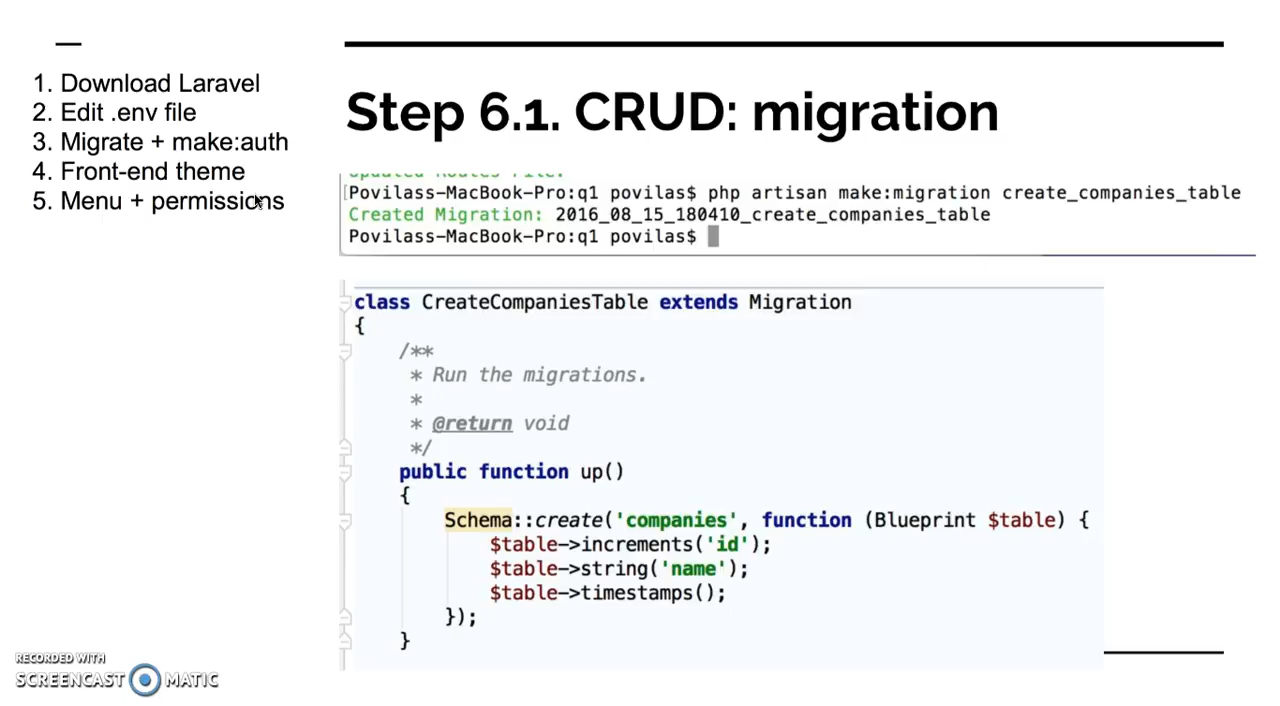 1. Download Laravel
2. Edit .env file
3. Migrate + make:auth
4. Front-end theme
5. Menu + permissions
Step 6.1. CRUD: migration
Updated Routes File.
[Povilass-MacBook-Pro:q1 povilas$ php artisan make:migration create_companies_table
Created Migration: 2016_08_15_180410_create_companies_table
Povilass-MacBook-Pro:q1 povilas$
class CreateCompaniesTable extends Migration
{
/**
* Run the migrations.
*
* @return void
*/
public function up()
{
Schema::create('companies', function (Blueprint $table) {
$table->increments('id');
$table->string('name');
$table->timestamps();
});
}
RECORDED WITH
SCREENCAST MATIC